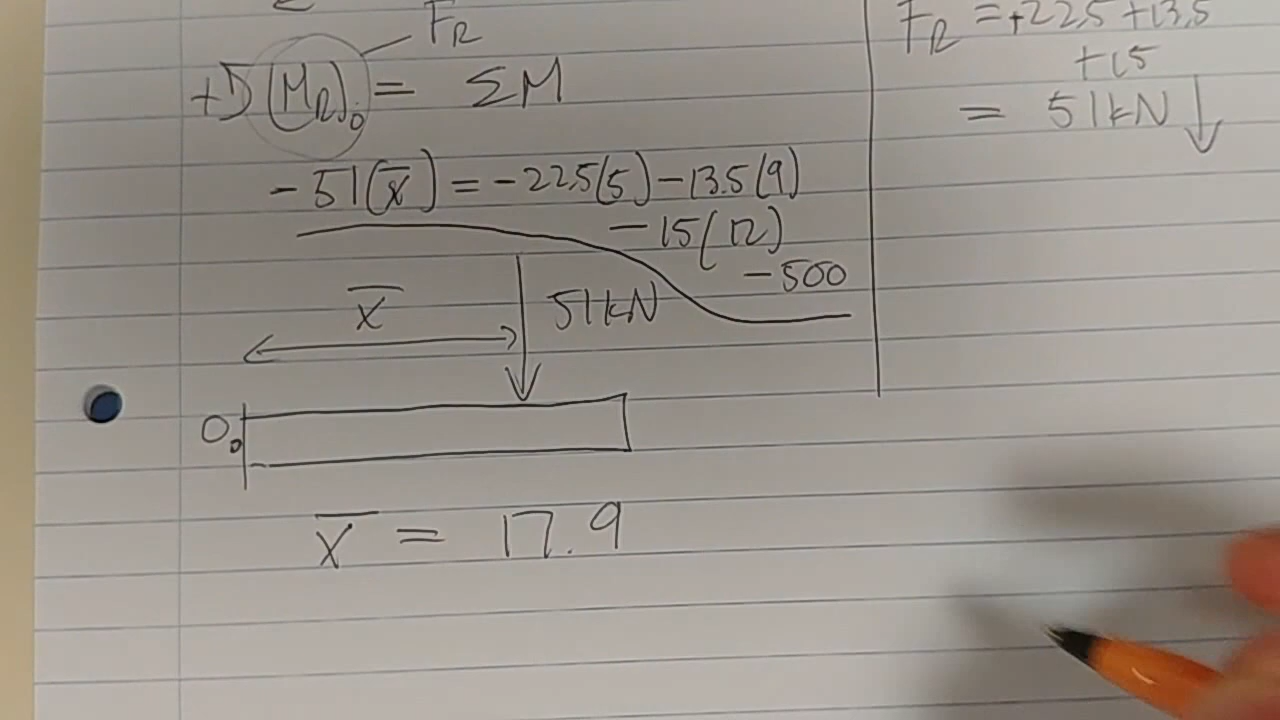 F_R
+↺ (M_R)_o = ΣM
-51(x̄) = -22.5(5) - 13.5(9)
- 15(12)
- 500
x̄
51kN
O
x̄ = 17.9
F_R = +22.5 + 13.5
+ 15
= 51kN ↓